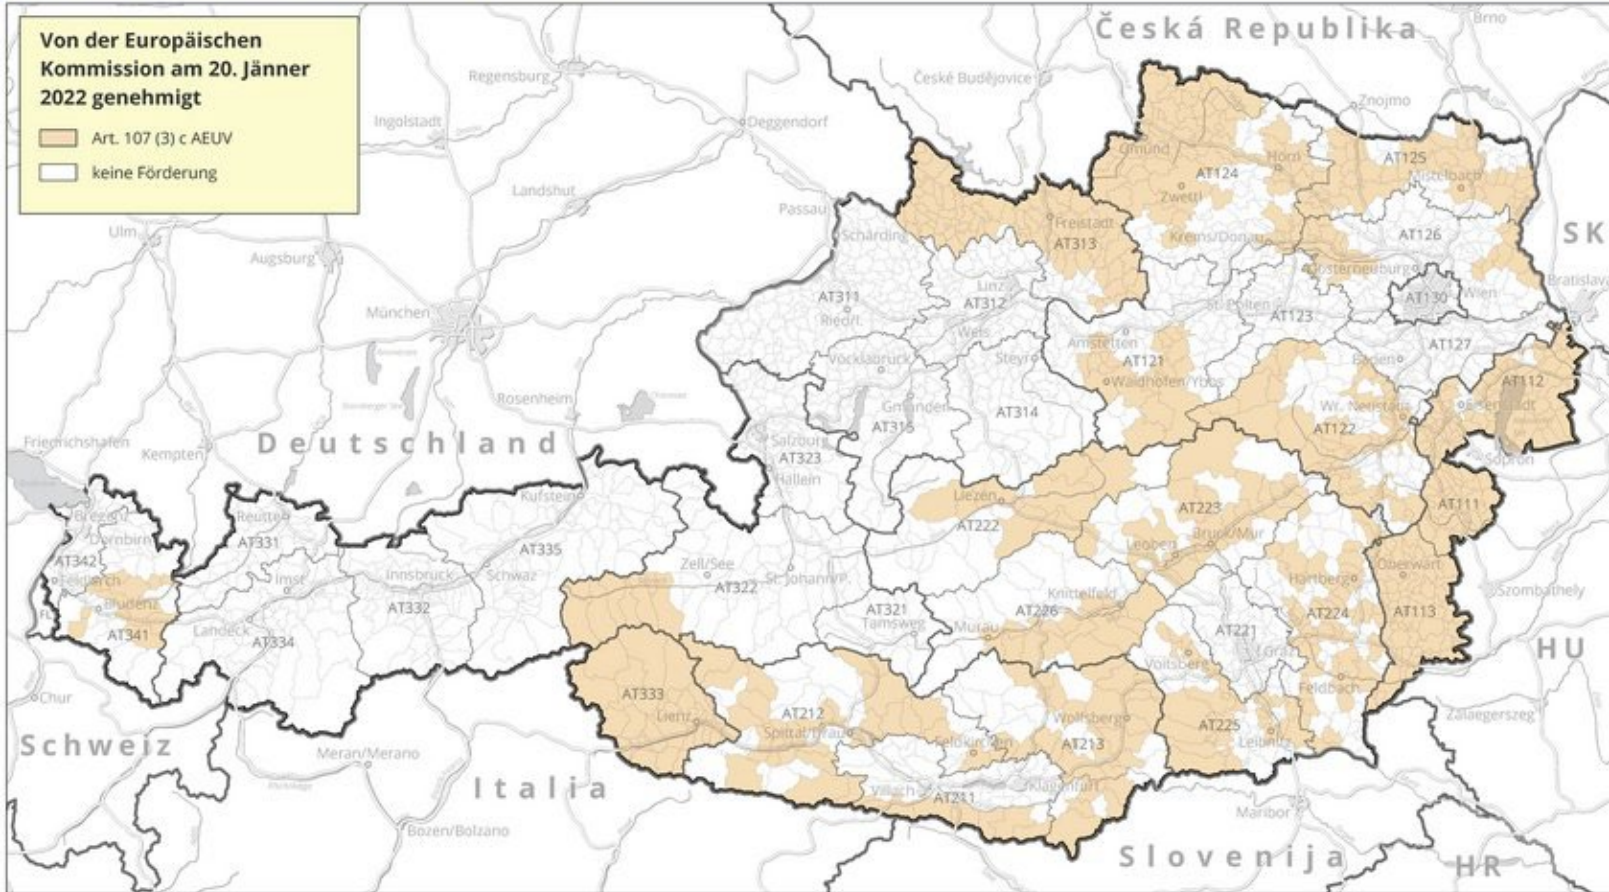 Von der Europäischen
Kommission am 20. Jänner
2022 genehmigt
Art. 107 (3) c AEUV
keine Förderung
Česká Republika
Brno
Regensburg
České Budějovice
Znojmo
Ingolstadt
Deggendorf
Gmünd
Horn
AT125
AT124
Mistelbach
Landshut
Zwettl
Passau
Freistadt
Schärding
AT313
Krems/Donau
AT126
SK
Ulm
Augsburg
Klosterneuburg
Bratislava
Linz
AT311
AT312
St. Pölten
AT130
Wien
München
Ried/I.
AT123
Wels
Amstetten
AT127
Vöcklabruck
Steyr
AT121
Baden
Waidhofen/Ybbs
AT112
Rosenheim
Gmunden
AT314
Wr. Neustadt
Eisenstadt
AT315
AT122
Friedrichshafen
Deutschland
Salzburg
Kempten
AT323
Sopron
Hallein
Kufstein
Liezen
AT111
Bregenz
Reutte
AT222
AT223
Dornbirn
AT331
AT335
Bruck/Mur
AT342
Leoben
Zell/See
Oberwart
Feldkirch
Imst
Innsbruck
Schwaz
St. Johann/P.
Hartberg
AT322
Knittelfeld
Szombathely
Bludenz
AT332
AT321
AT226
AT224
AT113
FL
AT341
Landeck
AT334
Tamsweg
Murau
AT221
Graz
HU
Voitsberg
Feldbach
Chur
AT333
AT212
Lienz
Wolfsberg
Zalaegerszeg
Spittal/Drau
AT225
Schweiz
Feldkirchen
AT213
Leibnitz
Meran/Merano
Italia
Villach
Klagenfurt
AT211
Maribor
Bozen/Bolzano
Slovenija
HR